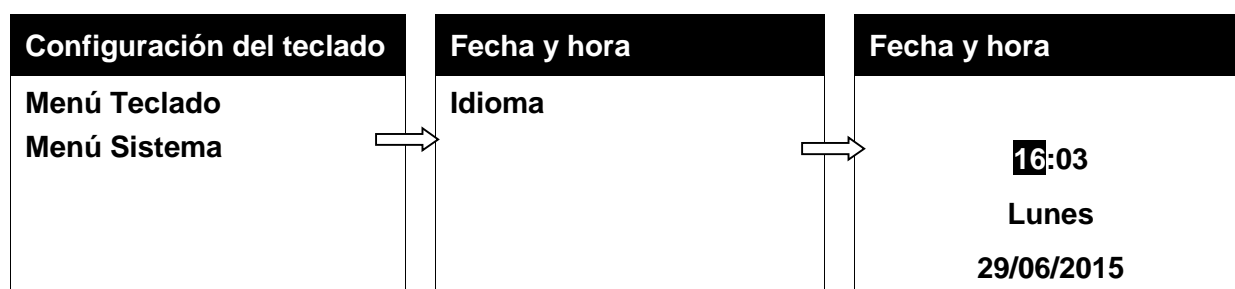 Configuración del teclado
Menú Teclado
Menú Sistema
Fecha y hora
Idioma
Fecha y hora
16:03
Lunes
29/06/2015